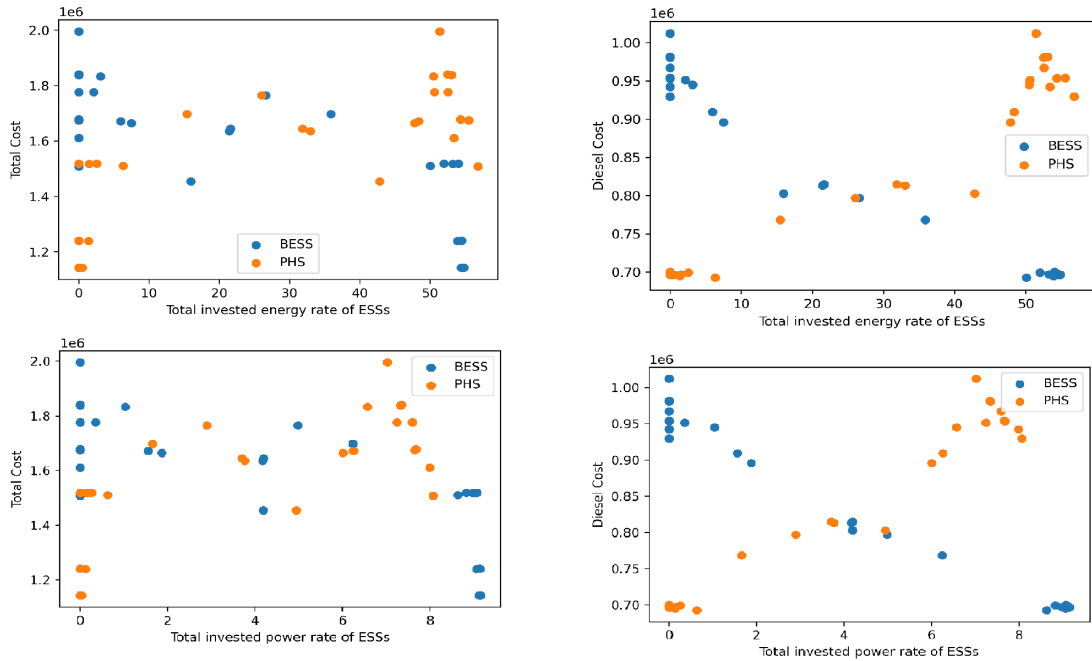 1e6
2.0
1.8
1.6
1.4
1.2
Total Cost
BESS
PHS
0 10 20 30 40 50
Total invested energy rate of ESSs
1e6
1.00
0.95
0.90
0.85
0.80
0.75
0.70
Diesel Cost
BESS
PHS
0 10 20 30 40 50
Total invested energy rate of ESSs
1e6
2.0
1.8
1.6
1.4
1.2
Total Cost
BESS
PHS
0 2 4 6 8
Total invested power rate of ESSs
1e6
1.00
0.95
0.90
0.85
0.80
0.75
0.70
Diesel Cost
BESS
PHS
0 2 4 6 8
Total invested power rate of ESSs